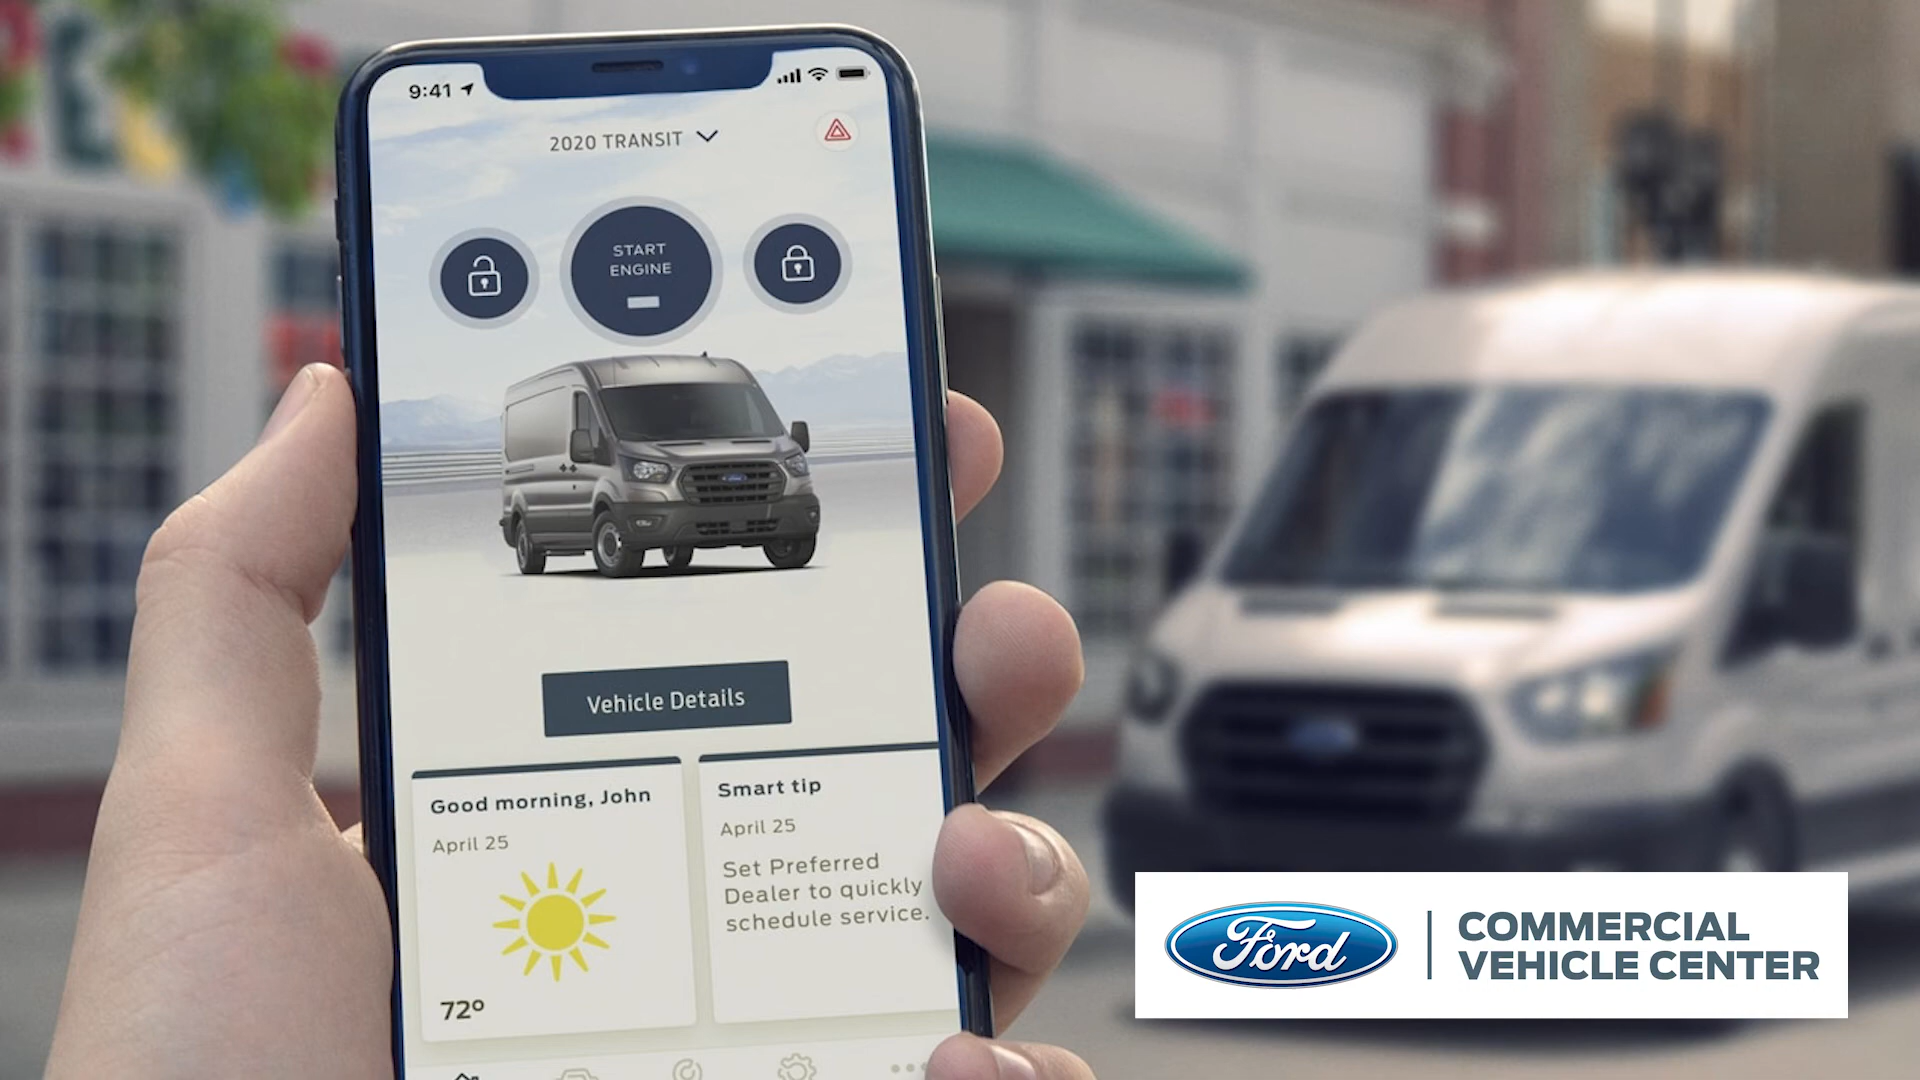 9:41
2020 TRANSIT
START
ENGINE
Vehicle Details
Good morning, John
April 25
72º
Smart tip
April 25
Set Preferred
Dealer to quickly
schedule service.
Ford
COMMERCIAL
VEHICLE CENTER